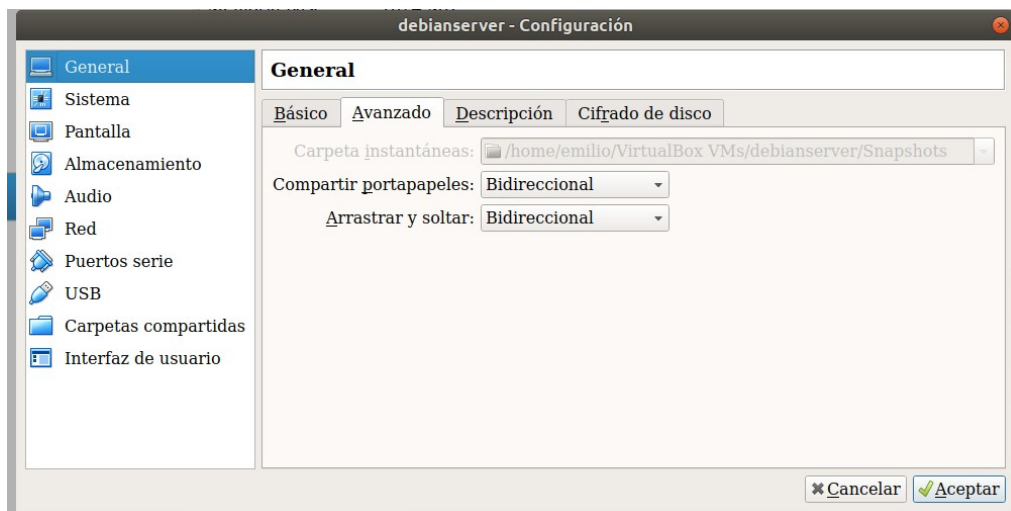 debianserver - Configuración
General
Sistema
Pantalla
Almacenamiento
Audio
Red
Puertos serie
USB
Carpetas compartidas
Interfaz de usuario
General
Básico Avanzado Descripción Cifrado de disco
Carpeta instantáneas: /home/emilio/VirtualBox VMs/debianserver/Snapshots
Compartir portapapeles: Bidireccional
Arrastrar y soltar: Bidireccional
Cancelar Aceptar